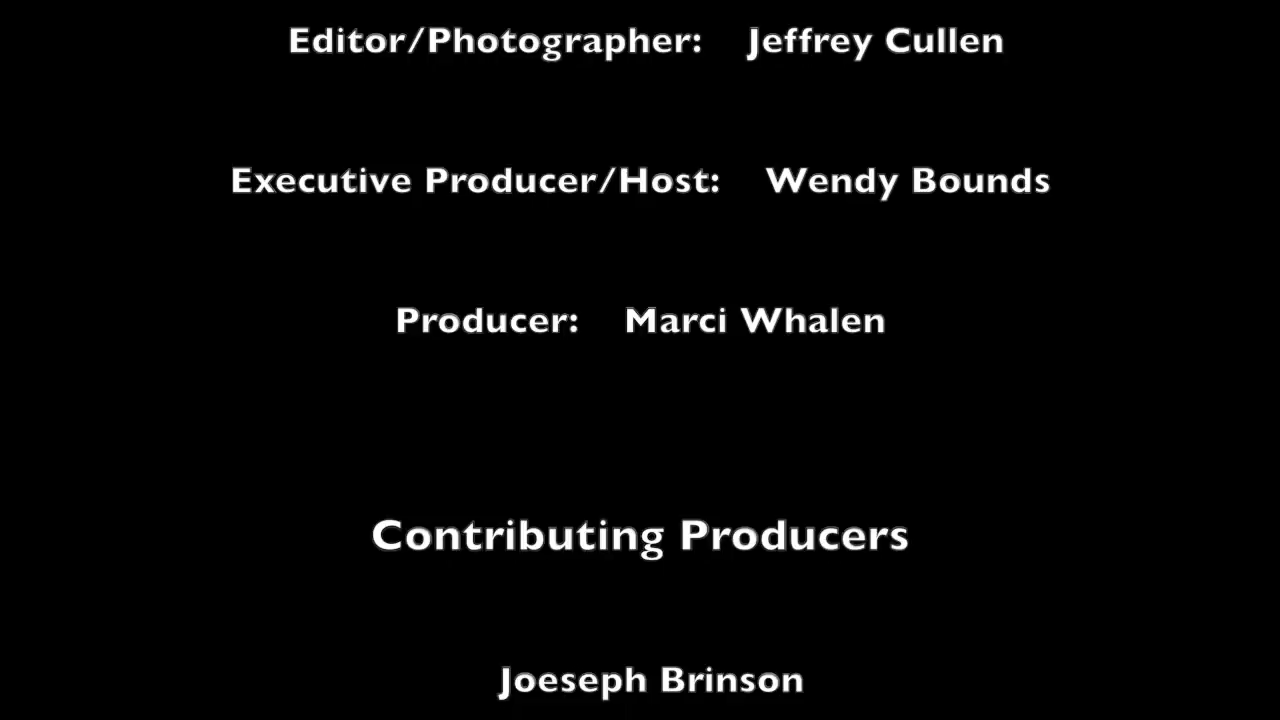 Editor/Photographer: Jeffrey Cullen
Executive Producer/Host: Wendy Bounds
Producer: Marci Whalen
Contributing Producers
Joeseph Brinson